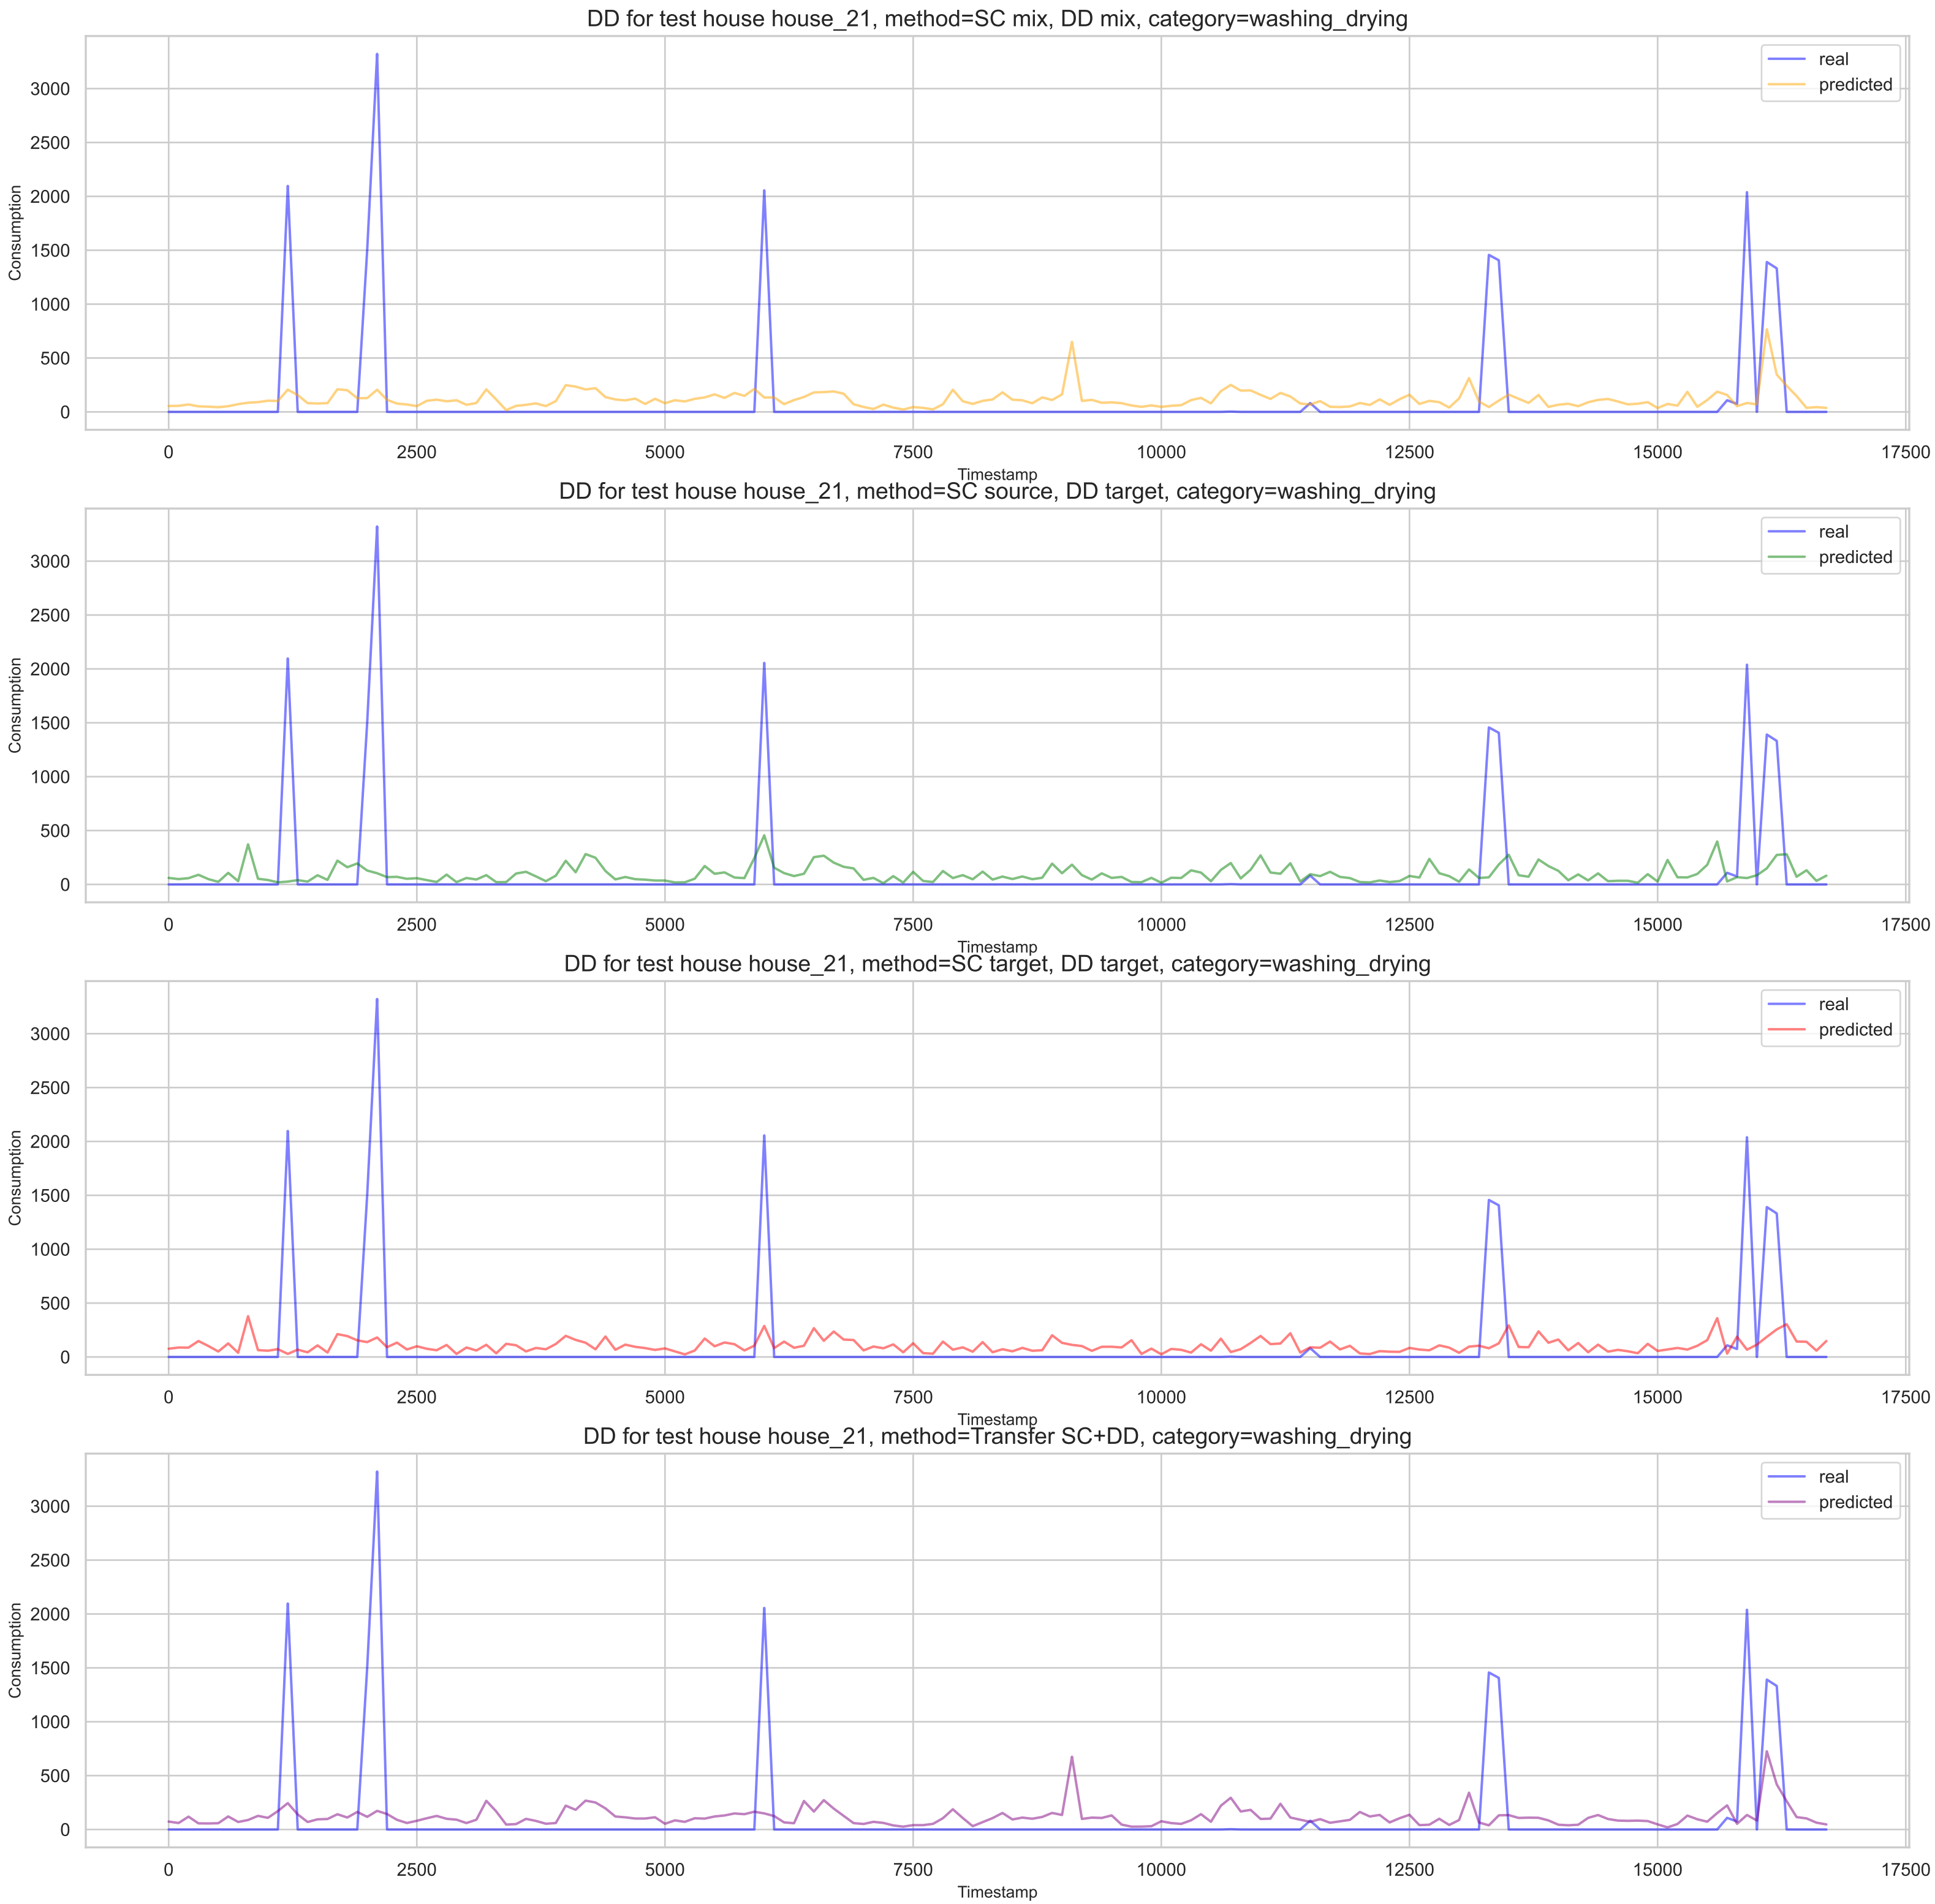 DD for test house house_21, method=SC mix, DD mix, category=washing_drying
real
predicted
3000
2500
2000
1500
1000
500
0
Consumption
0 2500 5000 7500 10000 12500 15000 17500
Timestamp
DD for test house house_21, method=SC source, DD target, category=washing_drying
real
predicted
3000
2500
2000
1500
1000
500
0
Consumption
0 2500 5000 7500 10000 12500 15000 17500
Timestamp
DD for test house house_21, method=SC target, DD target, category=washing_drying
real
predicted
3000
2500
2000
1500
1000
500
0
Consumption
0 2500 5000 7500 10000 12500 15000 17500
Timestamp
DD for test house house_21, method=Transfer SC+DD, category=washing_drying
real
predicted
3000
2500
2000
1500
1000
500
0
Consumption
0 2500 5000 7500 10000 12500 15000 17500
Timestamp